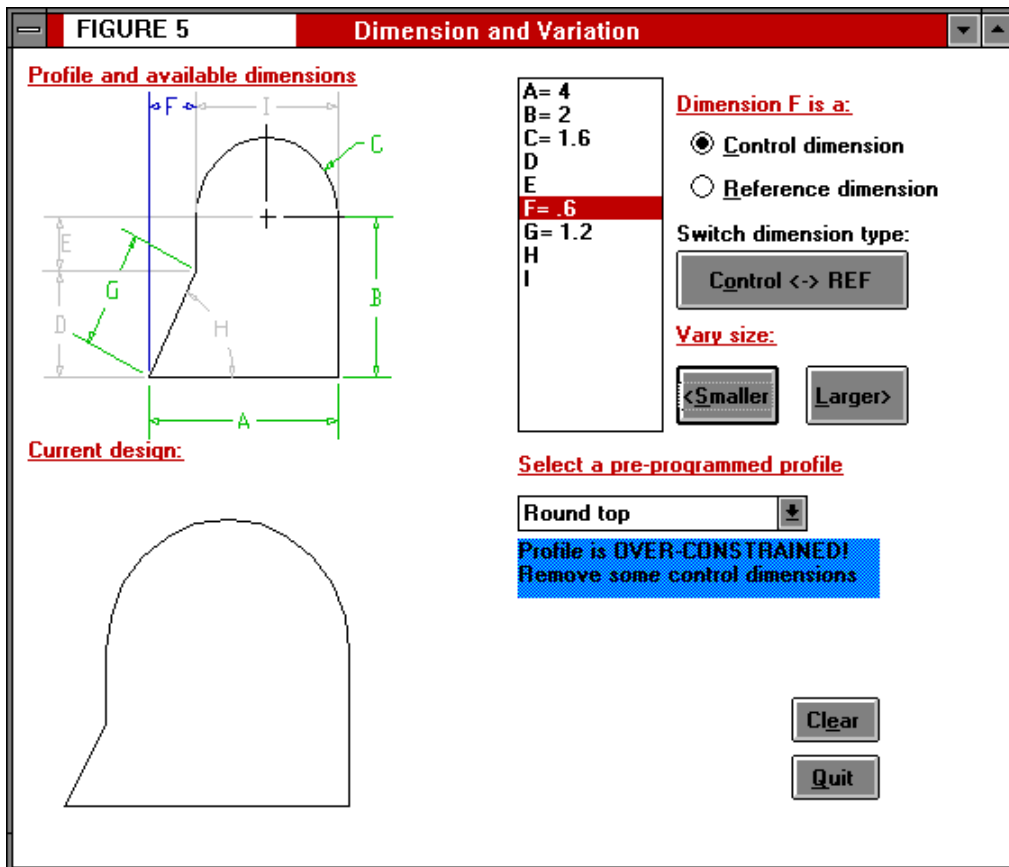 FIGURE 5
Dimension and Variation
Profile and available dimensions
F
I
C
E
G
D
H
B
A
A= 4
B= 2
C= 1.6
D
E
F= .6
G= 1.2
H
I
Dimension F is a:
Control dimension
Reference dimension
Switch dimension type:
Control <-> REF
Vary size:
<Smaller
Larger>
Current design:
Select a pre-programmed profile
Round top
Profile is OVER-CONSTRAINED!
Remove some control dimensions
Clear
Quit